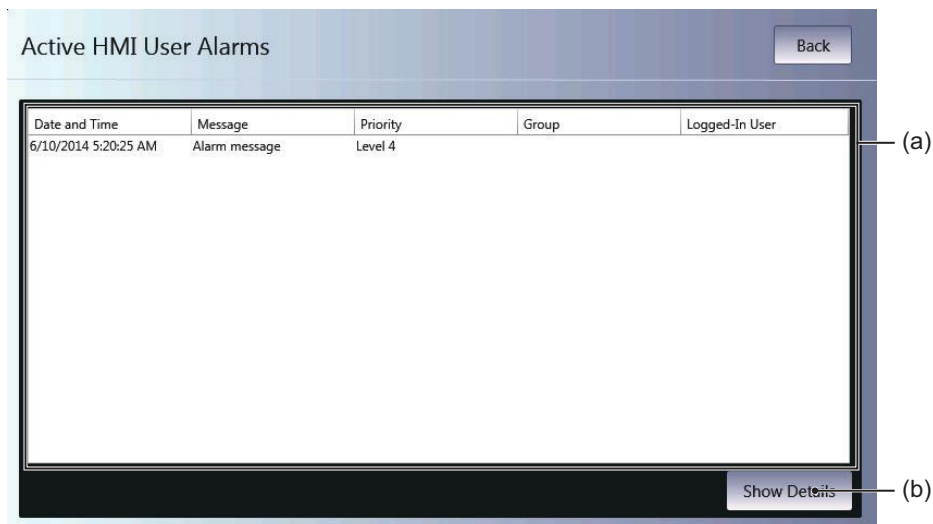 Active HMI User Alarms
Back
Date and Time Message Priority Group Logged-In User
6/10/2014 5:20:25 AM Alarm message Level 4
(a)
Show Details
(b)